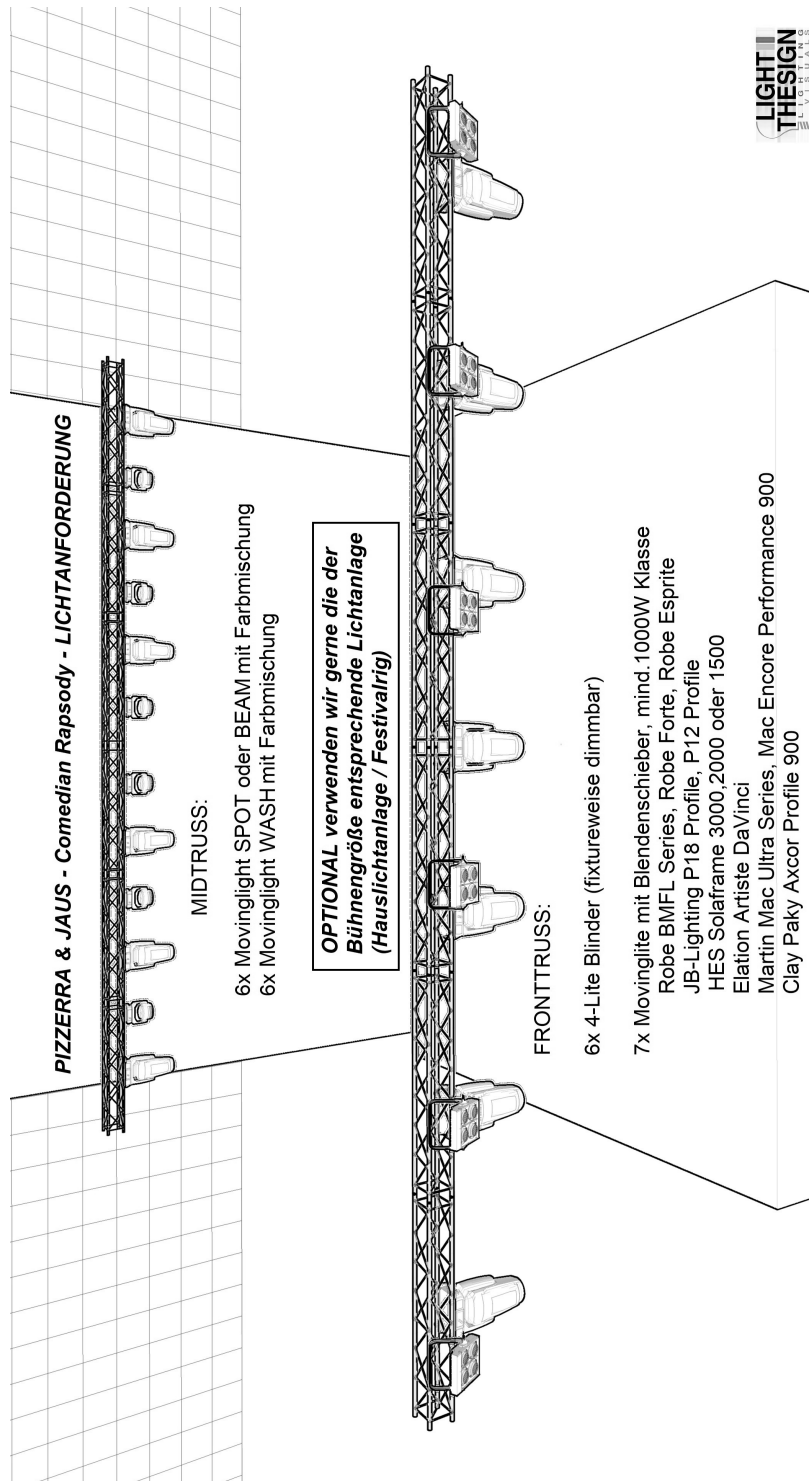 PIZZERRA & JAUS - Comedian Rapsody - LICHTANFORDERUNG
MIDTRUSS:
6x Movinglight SPOT oder BEAM mit Farbmischung
6x Movinglight WASH mit Farbmischung
OPTIONAL verwenden wir gerne die der
Bühnengröße entsprechende Lichtanlage
(Hauslichtanlage / Festivalrig)
FRONTTRUSS:
6x 4-Lite Blinder (fixtureweise dimmbar)
7x Movinglite mit Blendenschieber, mind.1000W Klasse
Robe BMFL Series, Robe Forte, Robe Esprite
JB-Lighting P18 Profile, P12 Profile
HES Solaframe 3000,2000 oder 1500
Elation Artiste DaVinci
Martin Mac Ultra Series, Mac Encore Performance 900
Clay Paky Axcor Profile 900
LIGHT
THESIGN
LIGHTING
VISUALS